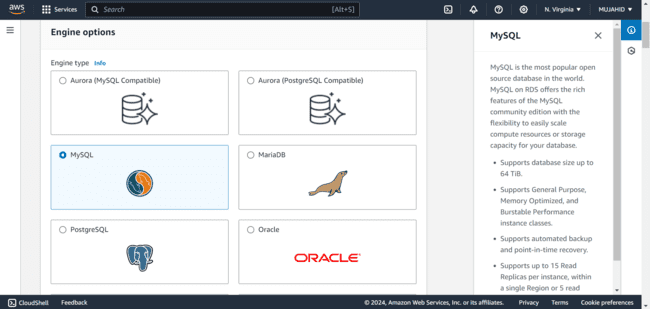 aws
Services
Search
[Alt+S]
N. Virginia
MUJAHID
Engine options
Engine type Info
Aurora (MySQL Compatible)
Aurora (PostgreSQL Compatible)
MySQL
MariaDB
PostgreSQL
Oracle
ORACLE
MySQL
MySQL is the most popular open
source database in the world.
MySQL on RDS offers the rich
features of the MySQL
community edition with the
flexibility to easily scale
compute resources or storage
capacity for your database.
Supports database size up to
64 TiB.
Supports General Purpose,
Memory Optimized, and
Burstable Performance
instance classes.
Supports automated backup
and point-in-time recovery.
Supports up to 15 Read
Replicas per instance, within
a single Region or 5 read
CloudShell
Feedback
© 2024, Amazon Web Services, Inc. or its affiliates.
Privacy
Terms
Cookie preferences